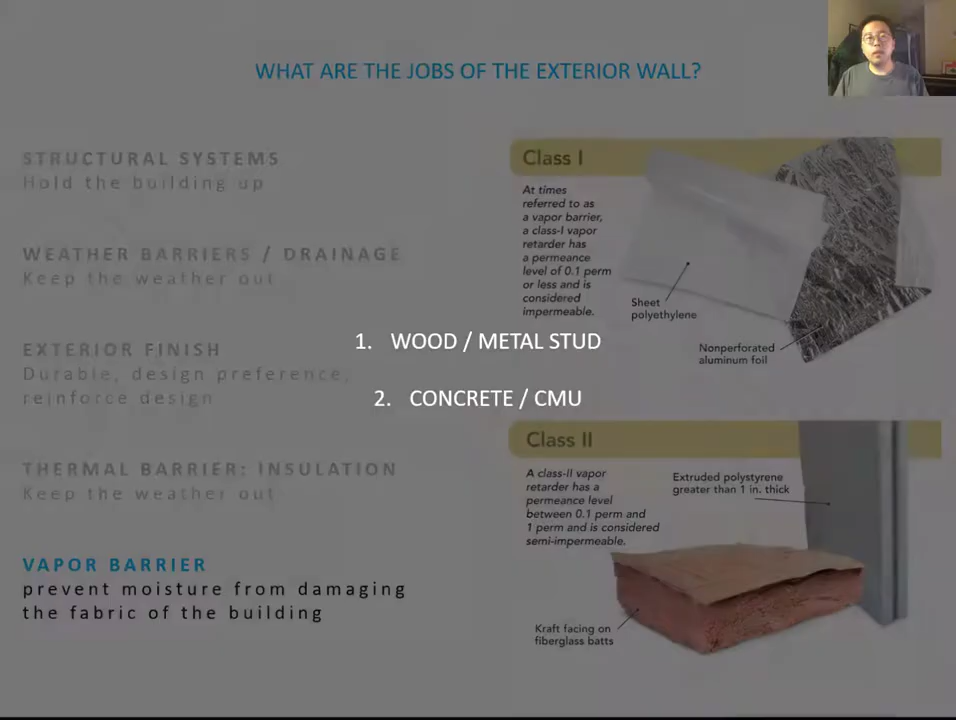 WHAT ARE THE JOBS OF THE EXTERIOR WALL?
STRUCTURAL SYSTEMS
Hold the building up
WEATHER BARRIERS / DRAINAGE
Keep the weather out
EXTERIOR FINISH
Durable, design preference,
reinforce design
THERMAL BARRIER: INSULATION
Keep the weather out
VAPOR BARRIER
prevent moisture from damaging
the fabric of the building
1. WOOD / METAL STUD
2. CONCRETE / CMU
Class I
At times
referred to as
a vapor barrier,
a class-I vapor
retarder has
a permeance
level of 0.1 perm
or less and is
considered
impermeable.
Sheet
polyethylene
Nonperforated
aluminum foil
Class II
A class-II vapor
retarder has a
permeance level
between 0.1 perm and
1 perm and is considered
semi-impermeable.
Extruded polystyrene
greater than 1 in. thick
Kraft facing on
fiberglass batts